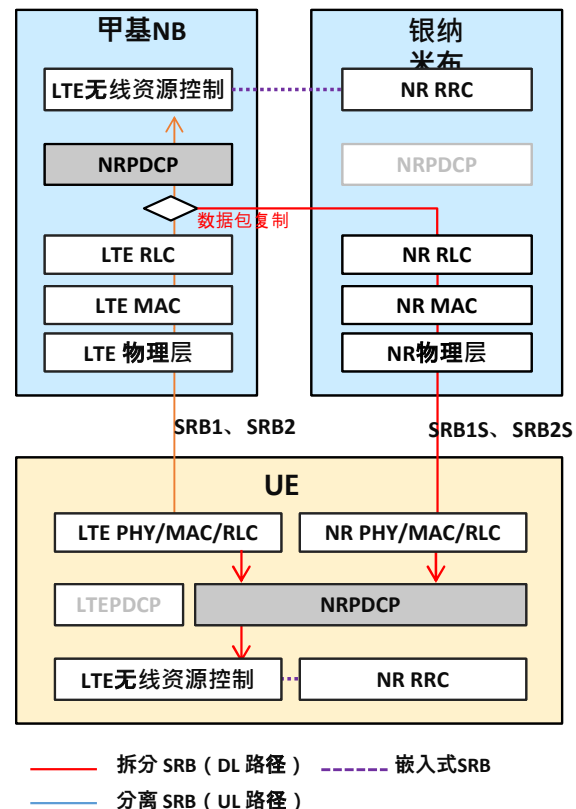 甲基NB
银纳
米布
LTE无线资源控制
NR RRC
NRPDCP
NRPDCP
数据包复制
LTE RLC
NR RLC
LTE MAC
NR MAC
LTE 物理层
NR物理层
SRB1、 SRB2
SRB1S、 SRB2S
UE
LTE PHY/MAC/RLC
NR PHY/MAC/RLC
LTEPDCP
NRPDCP
LTE无线资源控制
NR RRC
拆分 SRB（DL 路径）
嵌入式SRB
分离 SRB（UL 路径）